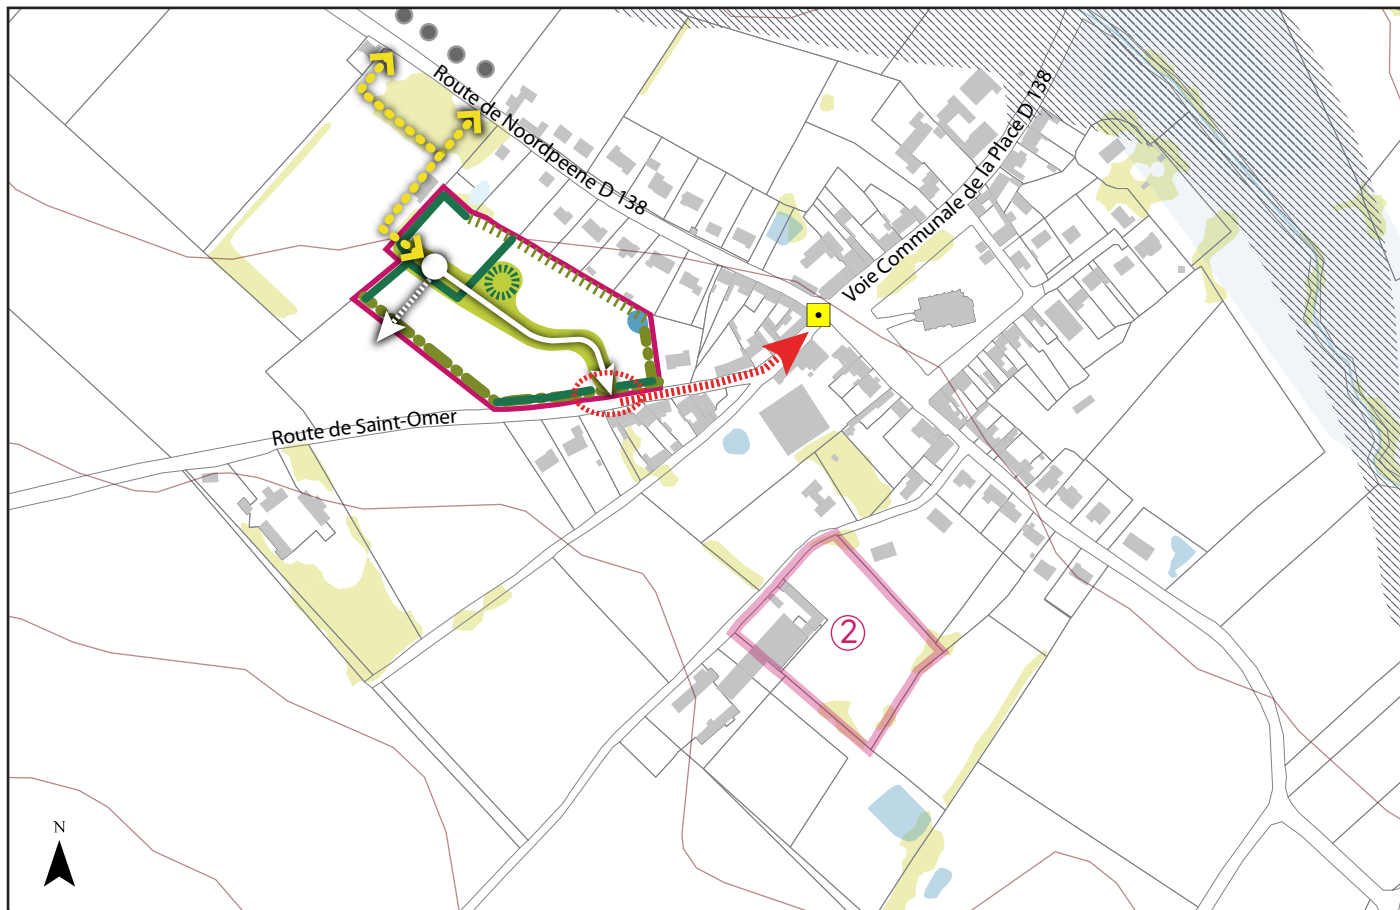 Route de Noordpeene D 138
Voie Communale de la Place D 138
Route de Saint-Omer
2
N